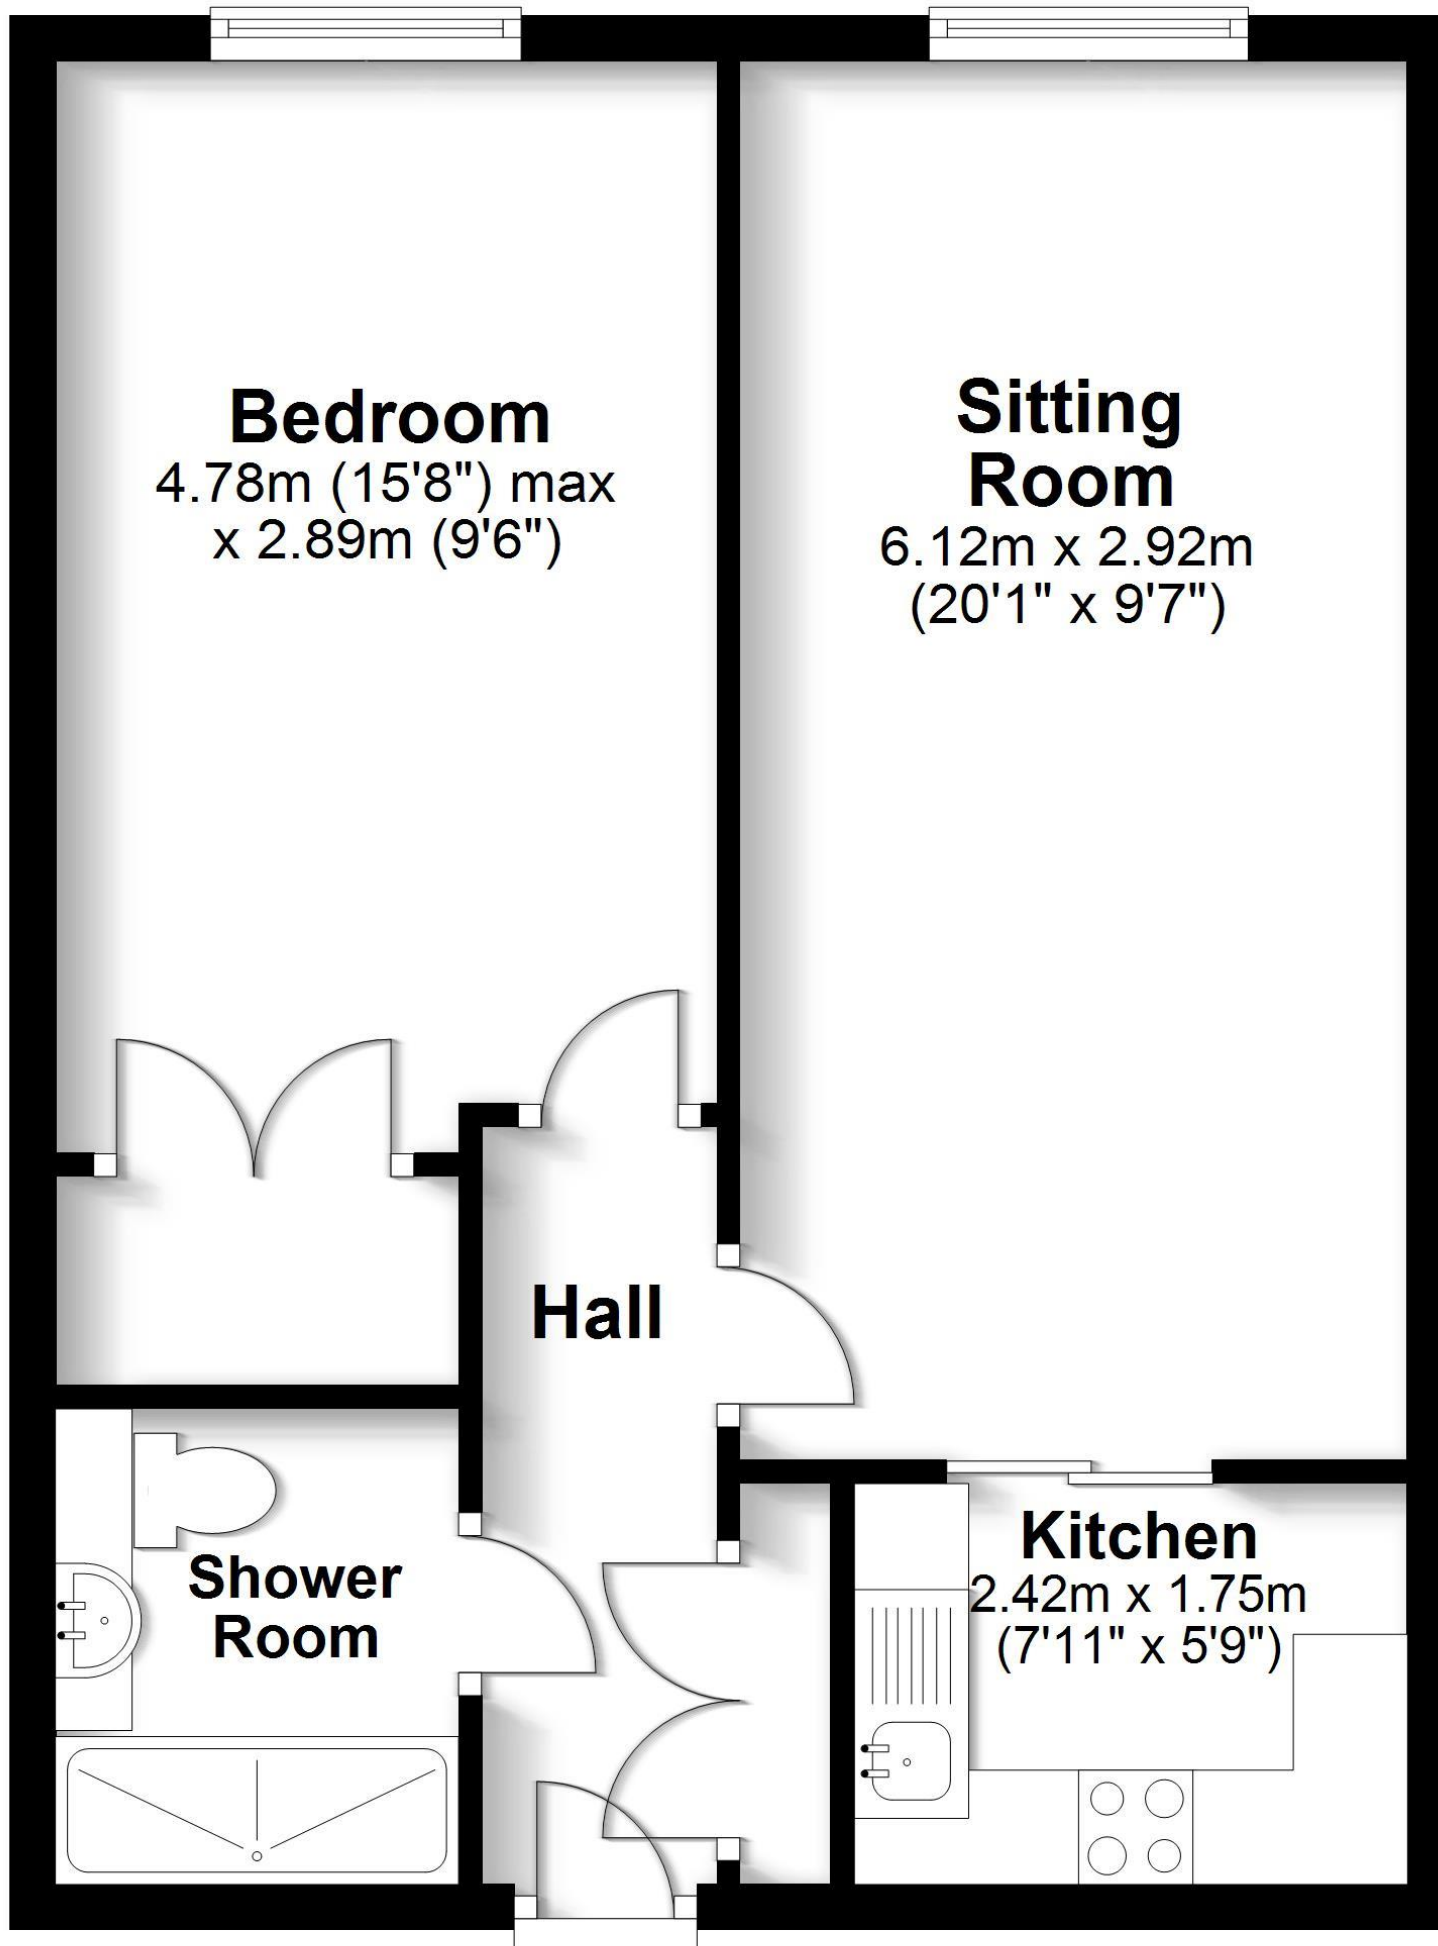 Bedroom
4.78m (15'8") max
x 2.89m (9'6")
Sitting
Room
6.12m x 2.92m
(20'1" x 9'7")
Hall
Shower
Room
Kitchen
2.42m x 1.75m
(7'11" x 5'9")